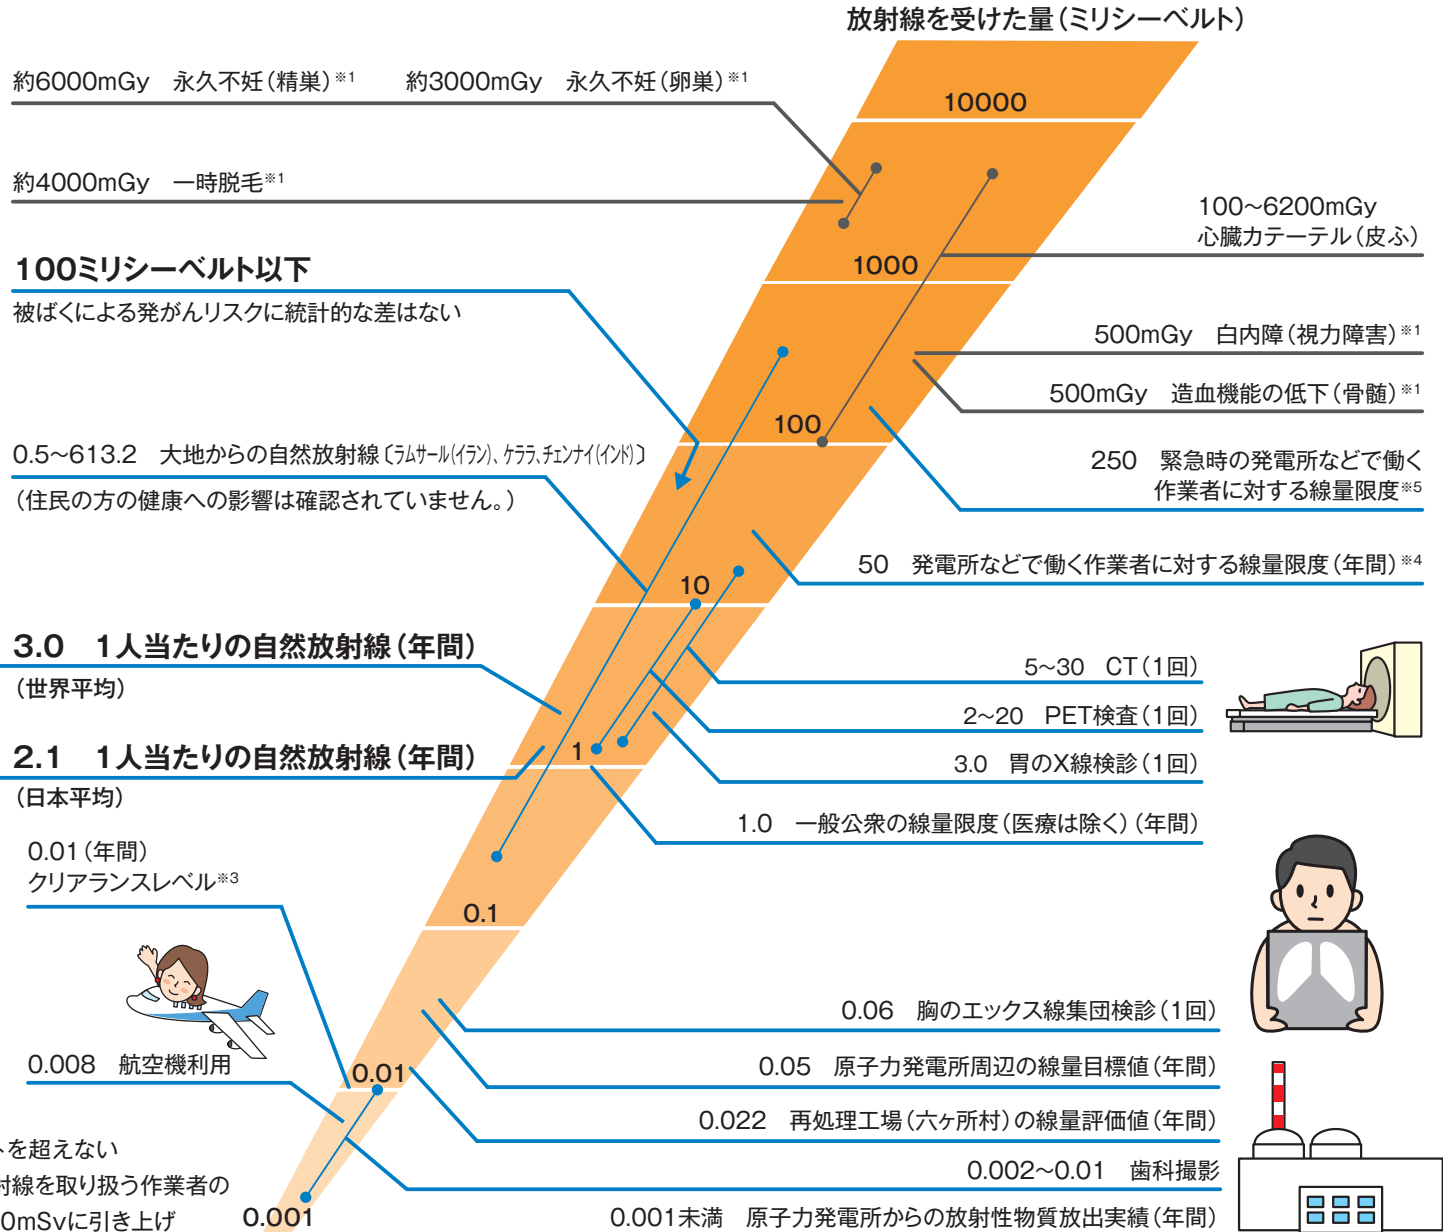 放射線を受けた量（ミリシーベルト）
約6000mGy　永久不妊（精巣）※1　約3000mGy　永久不妊（卵巣）※1
10000
約4000mGy　一時脱毛※1
100～6200mGy
心臓カテーテル（皮ふ）
1000
100ミリシーベルト以下
被ばくによる発がんリスクに統計的な差はない
500mGy　白内障（視力障害）※1
500mGy　造血機能の低下（骨髄）※1
100
0.5～613.2　大地からの自然放射線〔ラムサール（イラン）、ケララ、チェンナイ（インド）〕
（住民の方の健康への影響は確認されていません。）
250　緊急時の発電所などで働く
作業者に対する線量限度※5
50　発電所などで働く作業者に対する線量限度（年間）※4
10
3.0　1人当たりの自然放射線（年間）
（世界平均）
5～30　CT（1回）
2～20　PET検査（1回）
2.1　1人当たりの自然放射線（年間）
（日本平均）
1
3.0　胃のX線検診（1回）
1.0　一般公衆の線量限度（医療は除く）（年間）
0.01（年間）
クリアランスレベル※3
0.1
0.06　胸のエックス線集団検診（1回）
0.008　航空機利用
0.01
0.05　原子力発電所周辺の線量目標値（年間）
0.022　再処理工場（六ヶ所村）の線量評価値（年間）
0.002～0.01　歯科撮影
トを超えない
射線を取り扱う作業者の
0mSvに引き上げ
0.001
0.001未満　原子力発電所からの放射性物質放出実績（年間）